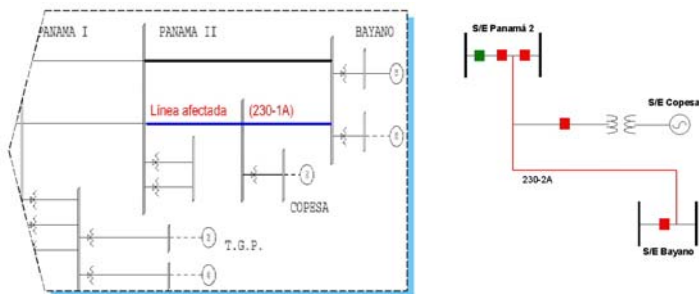 PANAMA I
PANAMA II
BAYANO
Línea afectada (230-1A)
COPESA
T.G.P.
S/E Panamá 2
S/E Copesa
230-2A
S/E Bayano